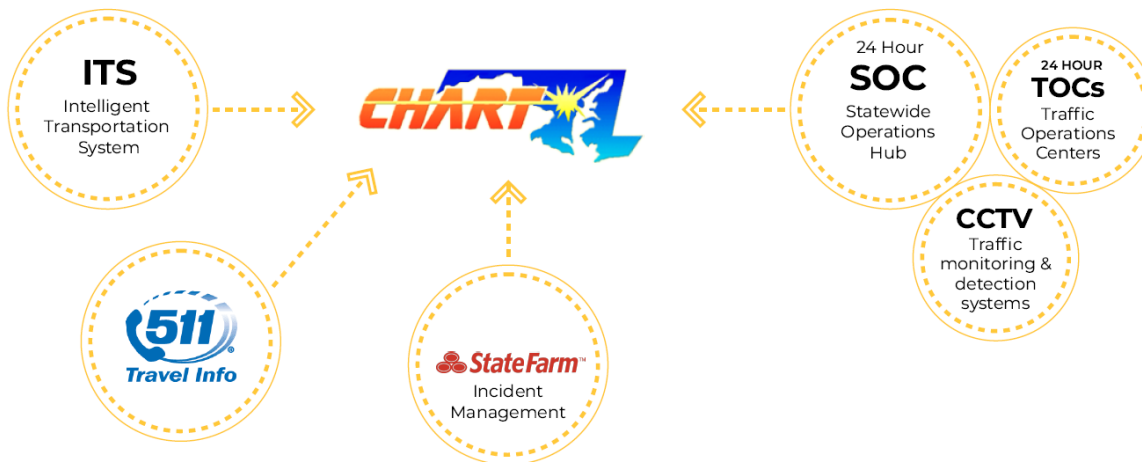 ITS
Intelligent
Transportation
System
CHART
24 Hour
SOC
Statewide
Operations
Hub
24 HOUR
TOCs
Traffic
Operations
Centers
CCTV
Traffic
monitoring &
detection
systems
511
®
Travel Info
StateFarm™
Incident
Management